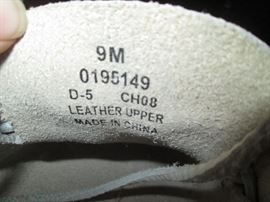 9M
0195149
D-5 CH08
LEATHER UPPER
MADE IN CHINA